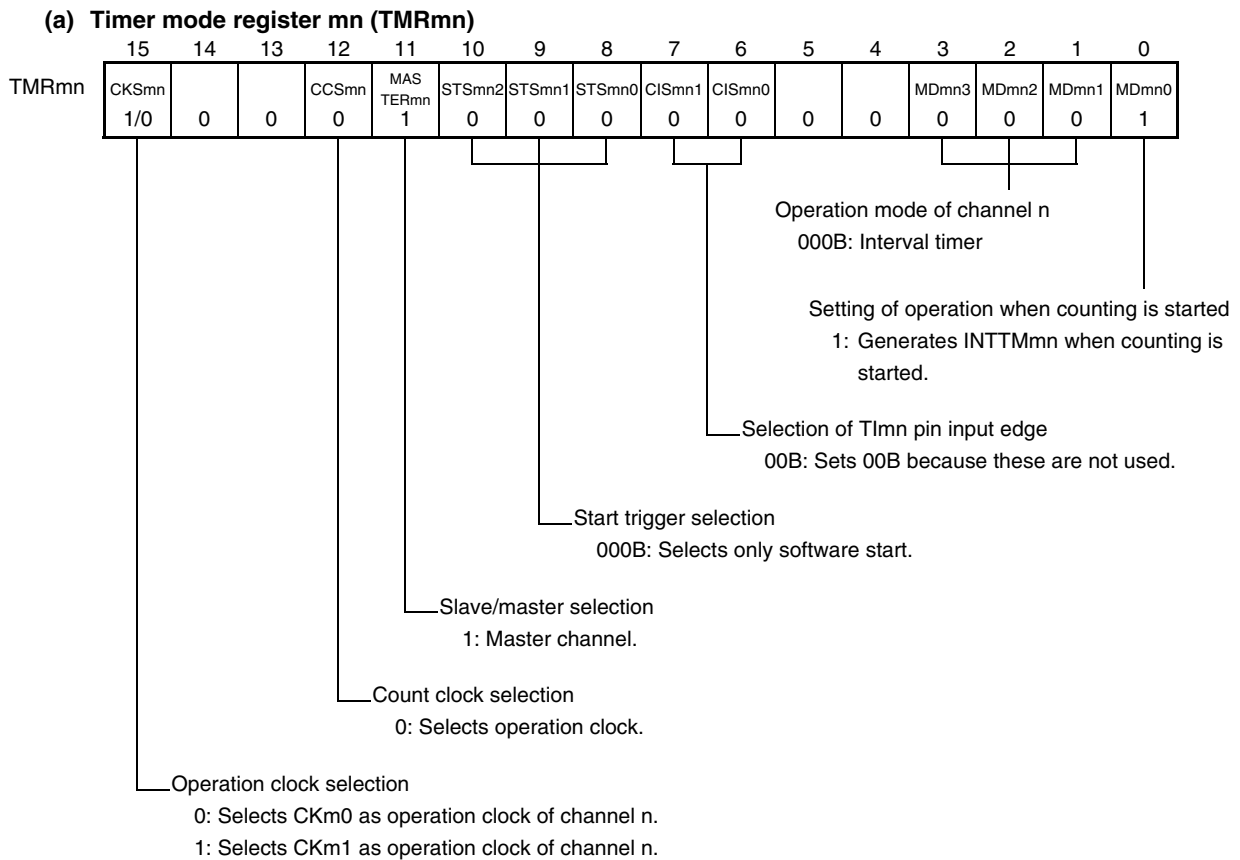 (a) Timer mode register mn (TMRmn)
15 14 13 12 11 10 9 8 7 6 5 4 3 2 1 0
TMRmn CKSmn CCSmn MAS TERmn STSmn2 STSmn1 STSmn0 CISmn1 CISmn0 MDmn3 MDmn2 MDmn1 MDmn0
1/0 0 0 0 1 0 0 0 0 0 0 0 0 0 0 1
Operation mode of channel n
000B: Interval timer
Setting of operation when counting is started
1: Generates INTTMmn when counting is
started.
Selection of TImn pin input edge
00B: Sets 00B because these are not used.
Start trigger selection
000B: Selects only software start.
Slave/master selection
1: Master channel.
Count clock selection
0: Selects operation clock.
Operation clock selection
0: Selects CKm0 as operation clock of channel n.
1: Selects CKm1 as operation clock of channel n.